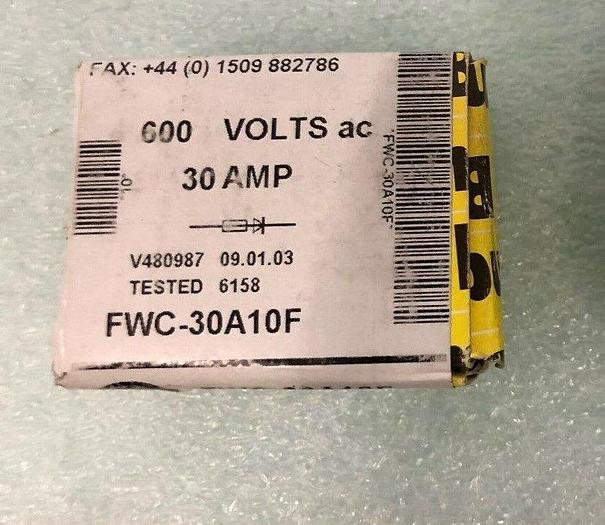 FAX: +44 (0) 1509 882786
600 VOLTS ac
30 AMP
V480987 09.01.03
TESTED 6158
FWC-30A10F
*FWC-30A10F*